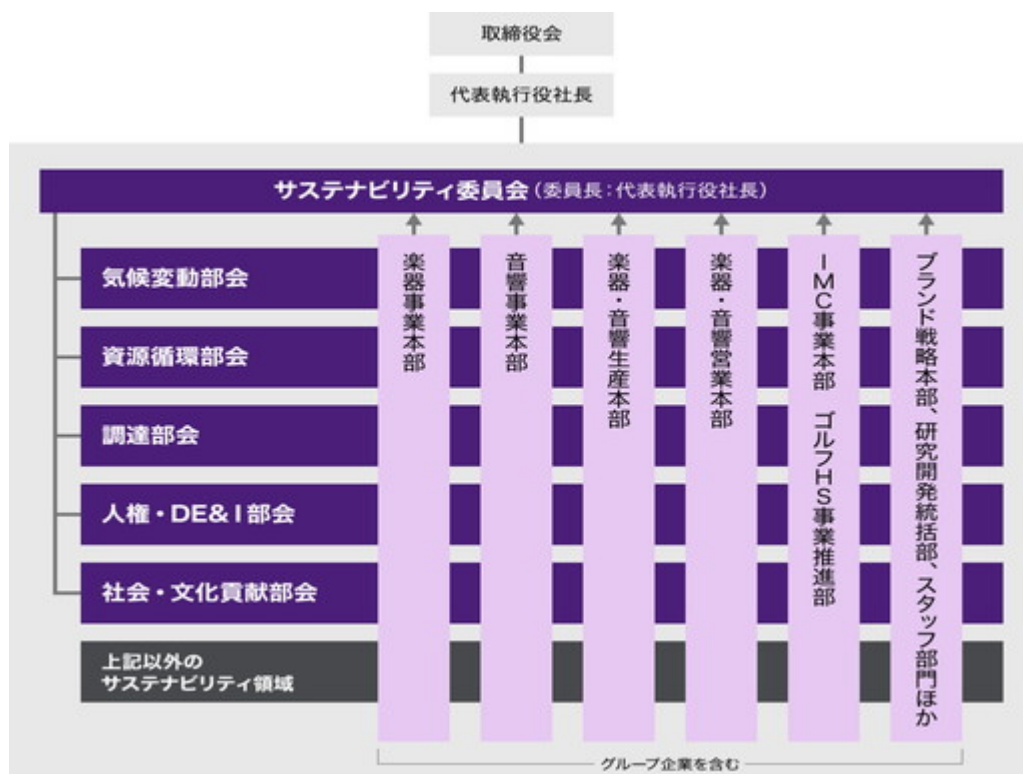 取締役会
代表執行役社長
サステナビリティ委員会(委員長:代表執行役社長)
気候変動部会
資源循環部会
調達部会
人権・DE&I部会
社会・文化貢献部会
上記以外の
サステナビリティ領域
楽器事業本部
音響事業本部
楽器・音響生産本部
楽器・音響営業本部
IMC事業本部 ゴルフHS事業推進部
ブランド戦略本部、研究開発統括部、スタッフ部門ほか
グループ企業を含む